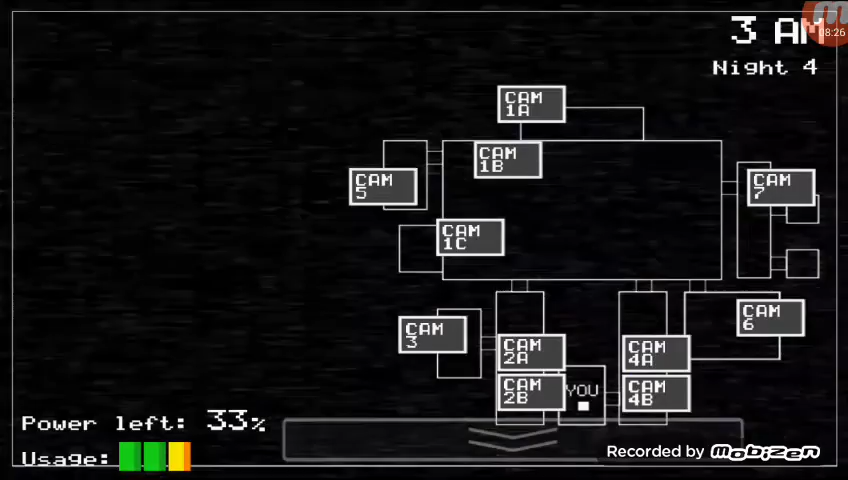 3 AM
08:26
Night 4
CAM 1A
CAM 1B
CAM 5
CAM 7
CAM 1C
CAM 6
CAM 3
CAM 2A
CAM 4A
CAM 2B
YOU
CAM 4B
Power left: 33%
Usage:
Recorded by mobizen